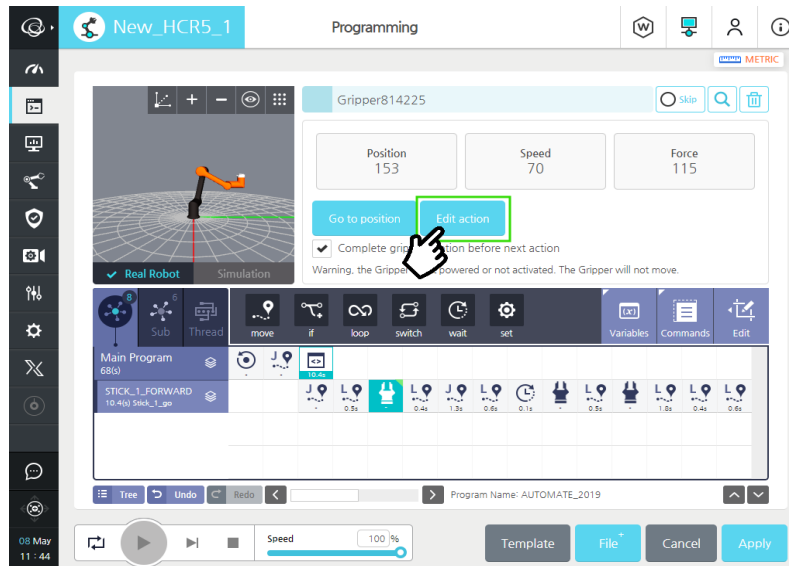 New_HCR5_1
Programming
METRIC
Gripper814225
Skip
Position
153
Speed
70
Force
115
Go to position
Edit action
Complete
before next action
Warning, the Gripper
powered or not activated. The Gripper will not move.
Real Robot
Simulation
8
6
Sub
Thread
move
if
loop
switch
wait
set
(x)
Variables
Commands
Edit
Main Program
68(s)
10.4s
STICK_1_FORWARD
10.4(s) Stick_1_go
J
L
0.5s
L
0.4s
J
1.3s
L
0.6s
0.1s
L
0.5s
L
1.8s
L
0.4s
L
0.6s
Tree
Undo
Redo
Program Name: AUTOMATE_2019
08 May
11 : 44
Speed
100 %
Template
File+
Cancel
Apply